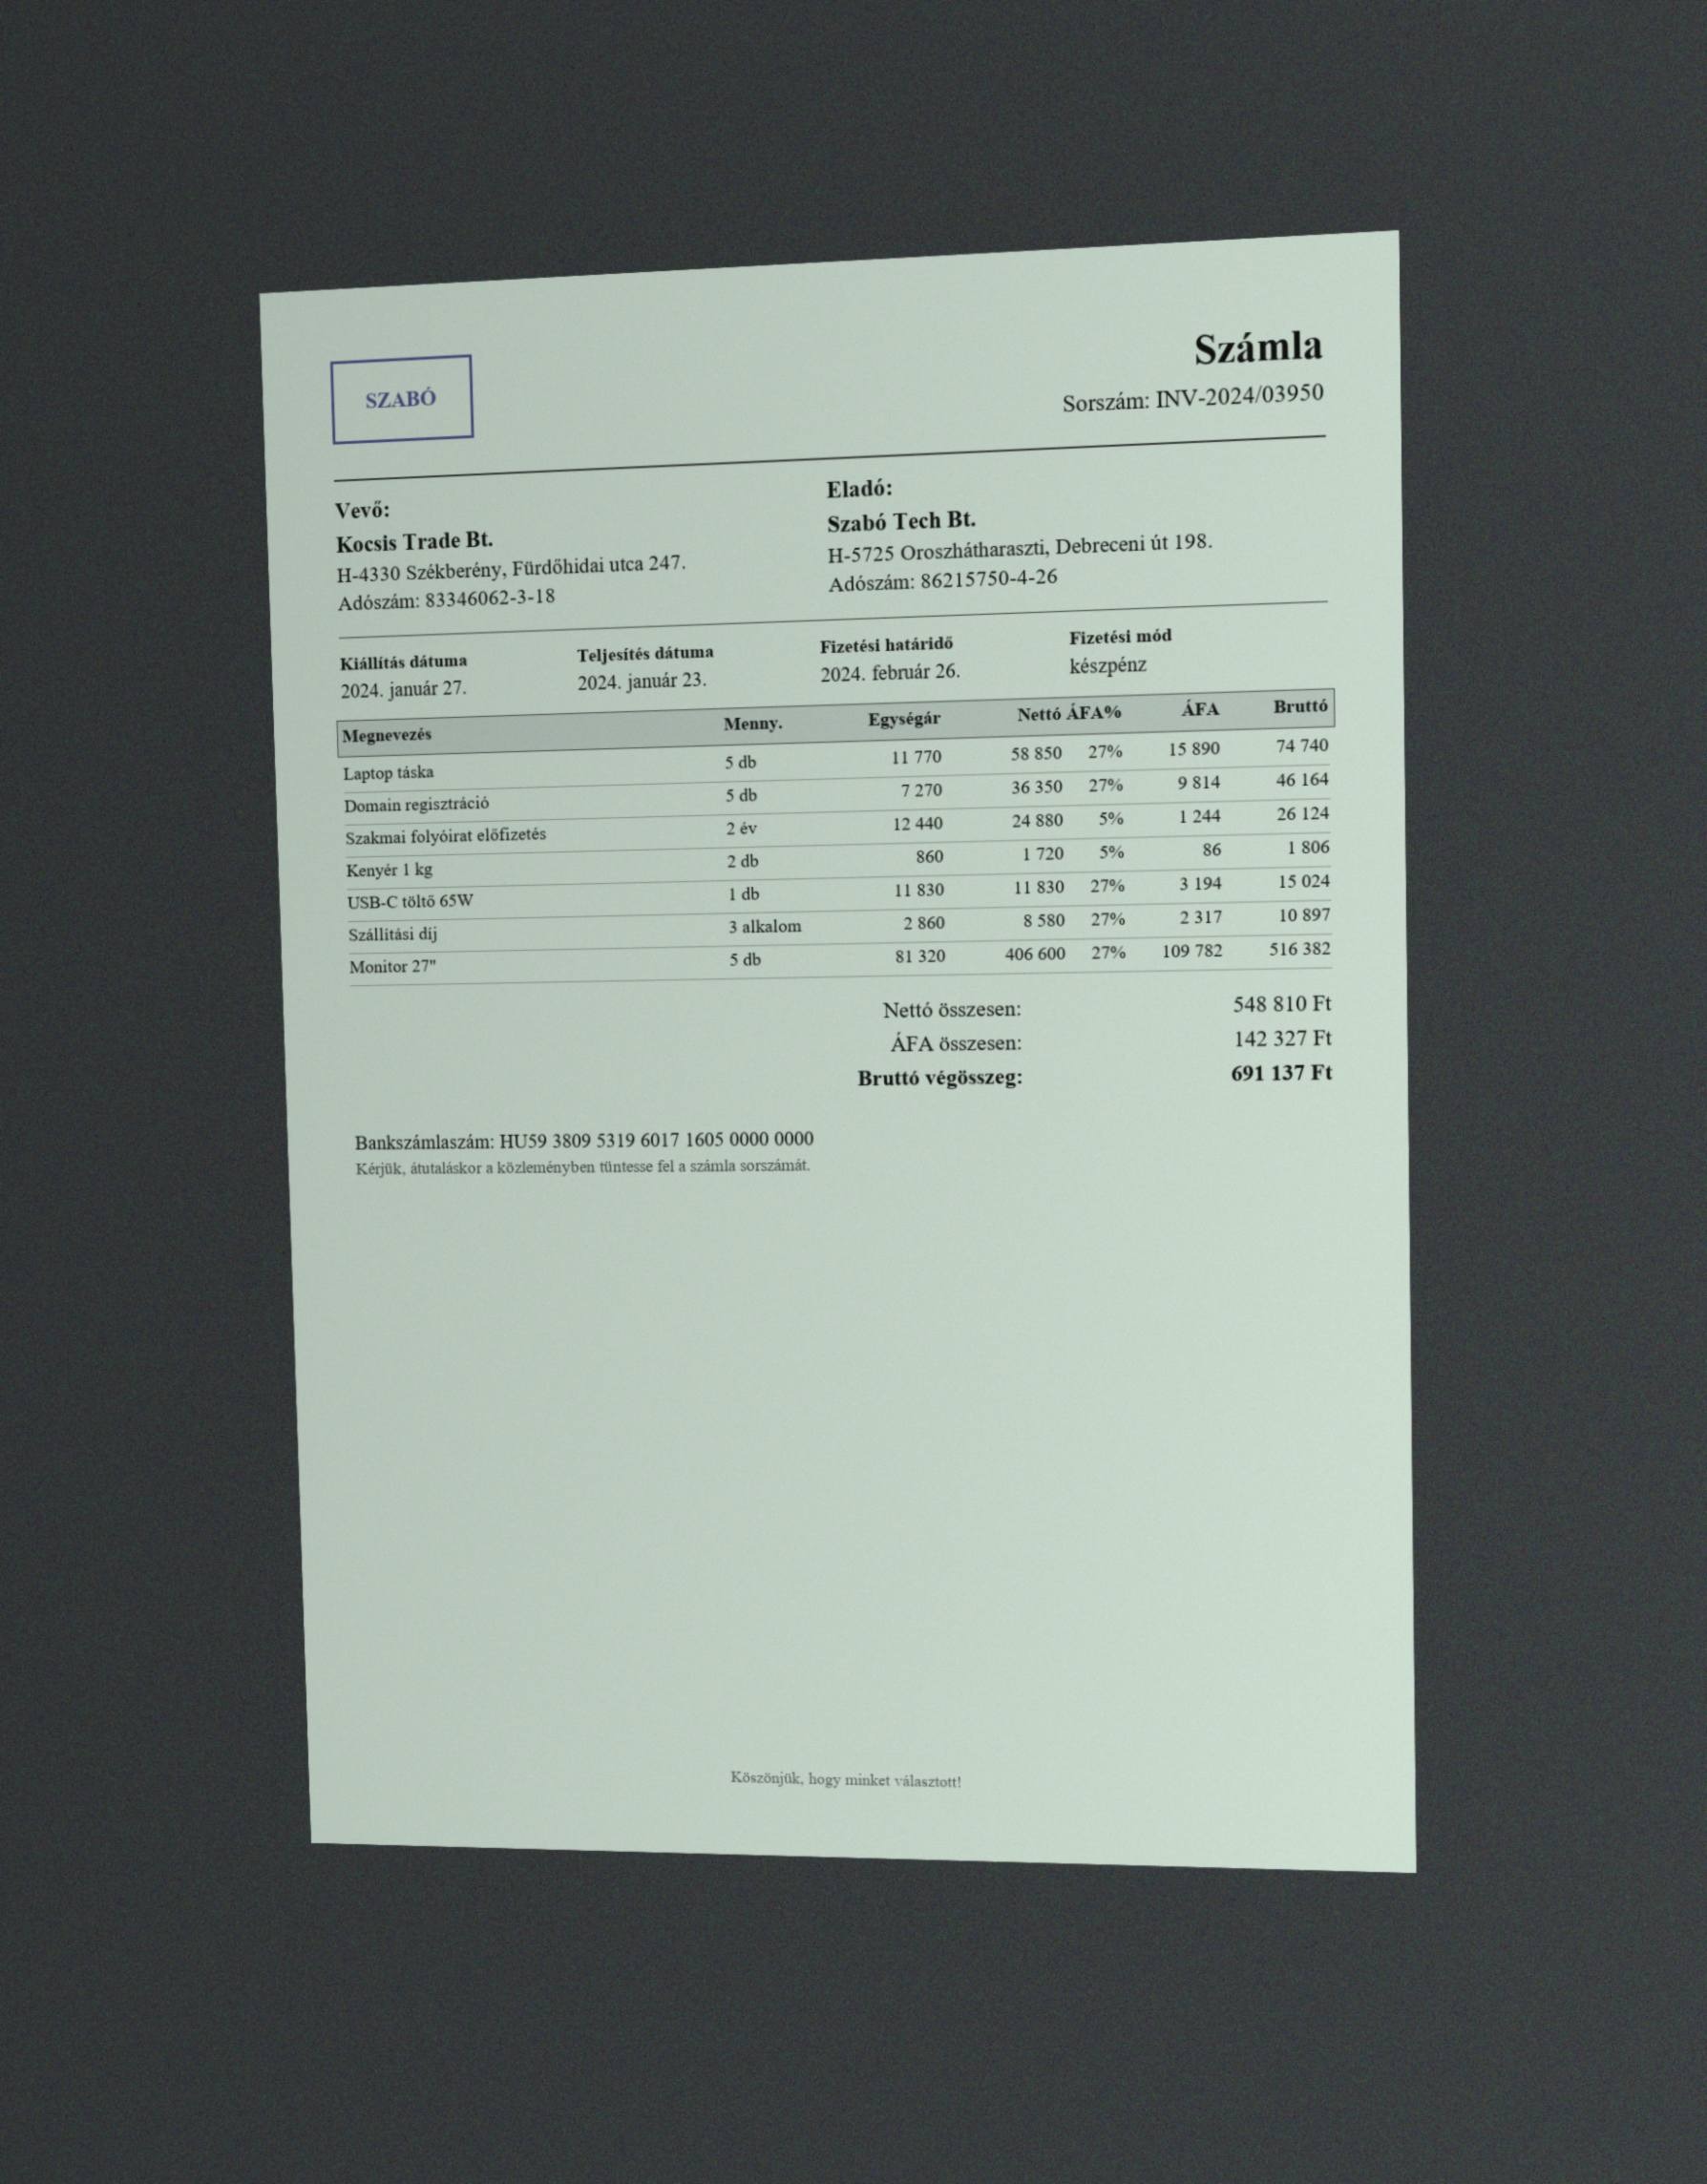 SZABÓ
Számla
Sorszám: INV-2024/03950
Vevő:
Kocsis Trade Bt.
H-4330 Székberény, Fürdőhidai utca 247.
Adószám: 83346062-3-18
Eladó:
Szabó Tech Bt.
H-5725 Oroszhátharaszti, Debreceni út 198.
Adószám: 86215750-4-26
Kiállítás dátuma Teljesítés dátuma Fizetési határidő Fizetési mód
2024. január 27. 2024. január 23. 2024. február 26. készpénz
Megnevezés Menny. Egységár Nettó ÁFA% ÁFA Bruttó
Laptop táska 5 db 11 770 58 850 27% 15 890 74 740
Domain regisztráció 5 db 7 270 36 350 27% 9 814 46 164
Szakmai folyóirat előfizetés 2 év 12 440 24 880 5% 1 244 26 124
Kenyér 1 kg 2 db 860 1 720 5% 86 1 806
USB-C töltő 65W 1 db 11 830 11 830 27% 3 194 15 024
Szállítási díj 3 alkalom 2 860 8 580 27% 2 317 10 897
Monitor 27" 5 db 81 320 406 600 27% 109 782 516 382
Nettó összesen: 548 810 Ft
ÁFA összesen: 142 327 Ft
Bruttó végösszeg: 691 137 Ft
Bankszámlaszám: HU59 3809 5319 6017 1605 0000 0000
Kérjük, átutaláskor a közleményben tüntesse fel a számla sorszámát.
Köszönjük, hogy minket választott!